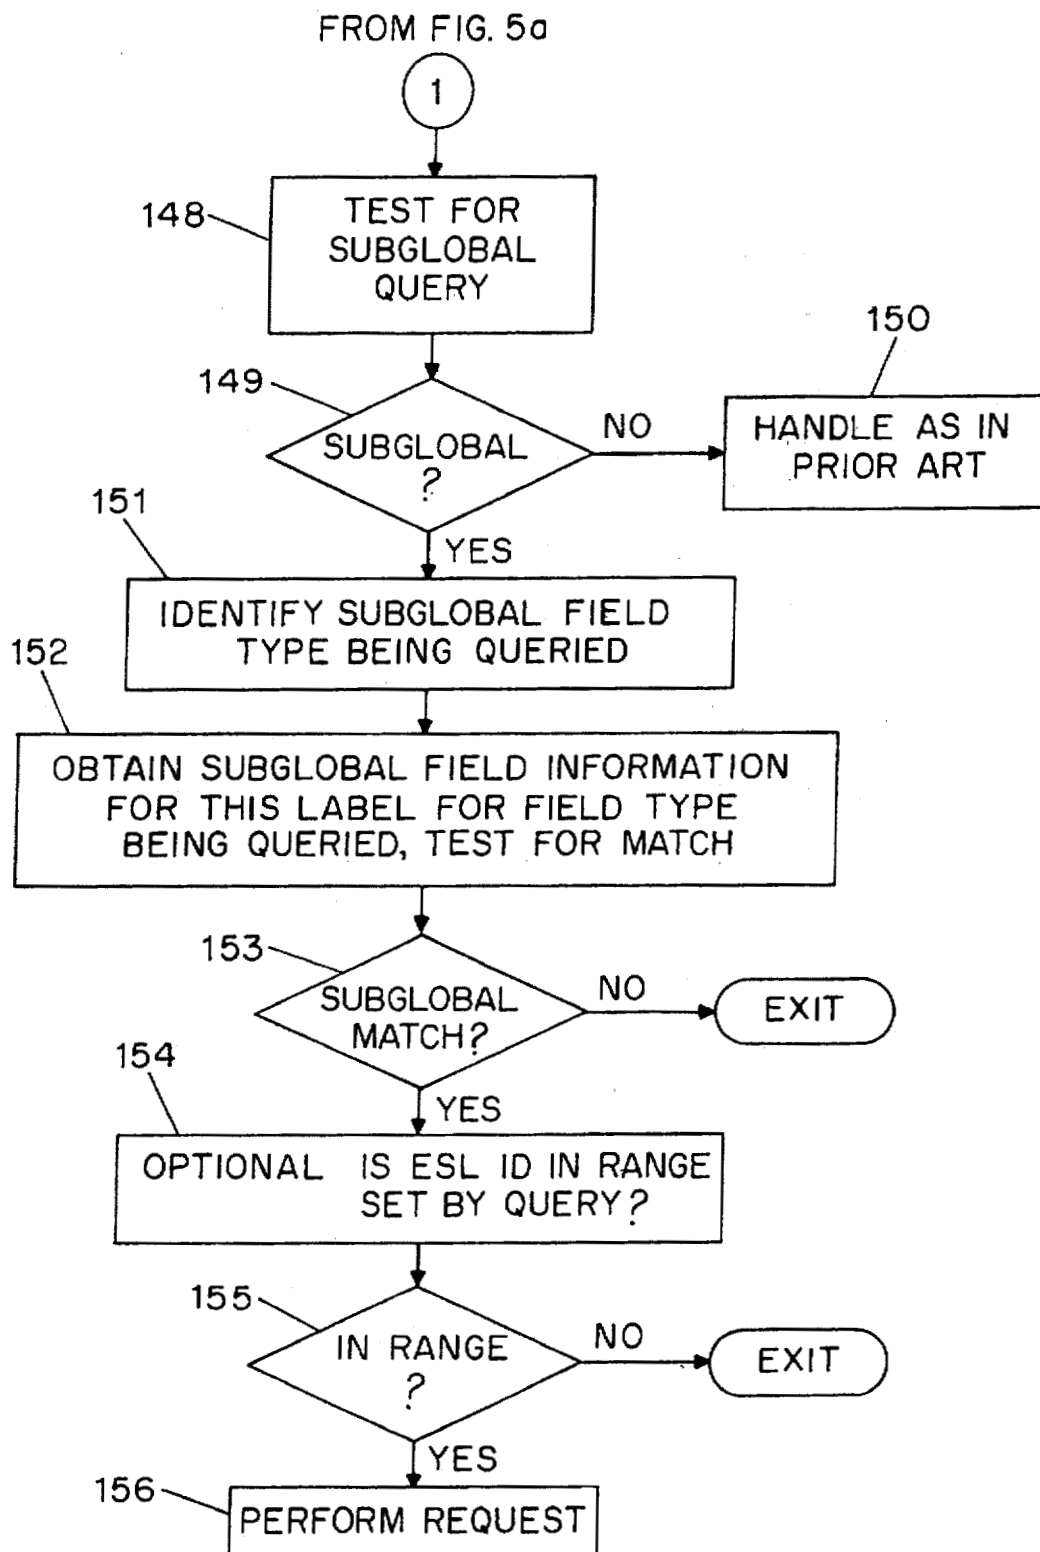 FROM FIG. 5a
1
148
TEST FOR
SUBGLOBAL
QUERY
149
SUBGLOBAL
?
NO
150
HANDLE AS IN
PRIOR ART
YES
151
IDENTIFY SUBGLOBAL FIELD
TYPE BEING QUERIED
152
OBTAIN SUBGLOBAL FIELD INFORMATION
FOR THIS LABEL FOR FIELD TYPE
BEING QUERIED, TEST FOR MATCH
153
SUBGLOBAL
MATCH?
NO
EXIT
YES
154
OPTIONAL IS ESL ID IN RANGE
SET BY QUERY?
155
IN RANGE
?
NO
EXIT
YES
156
PERFORM REQUEST